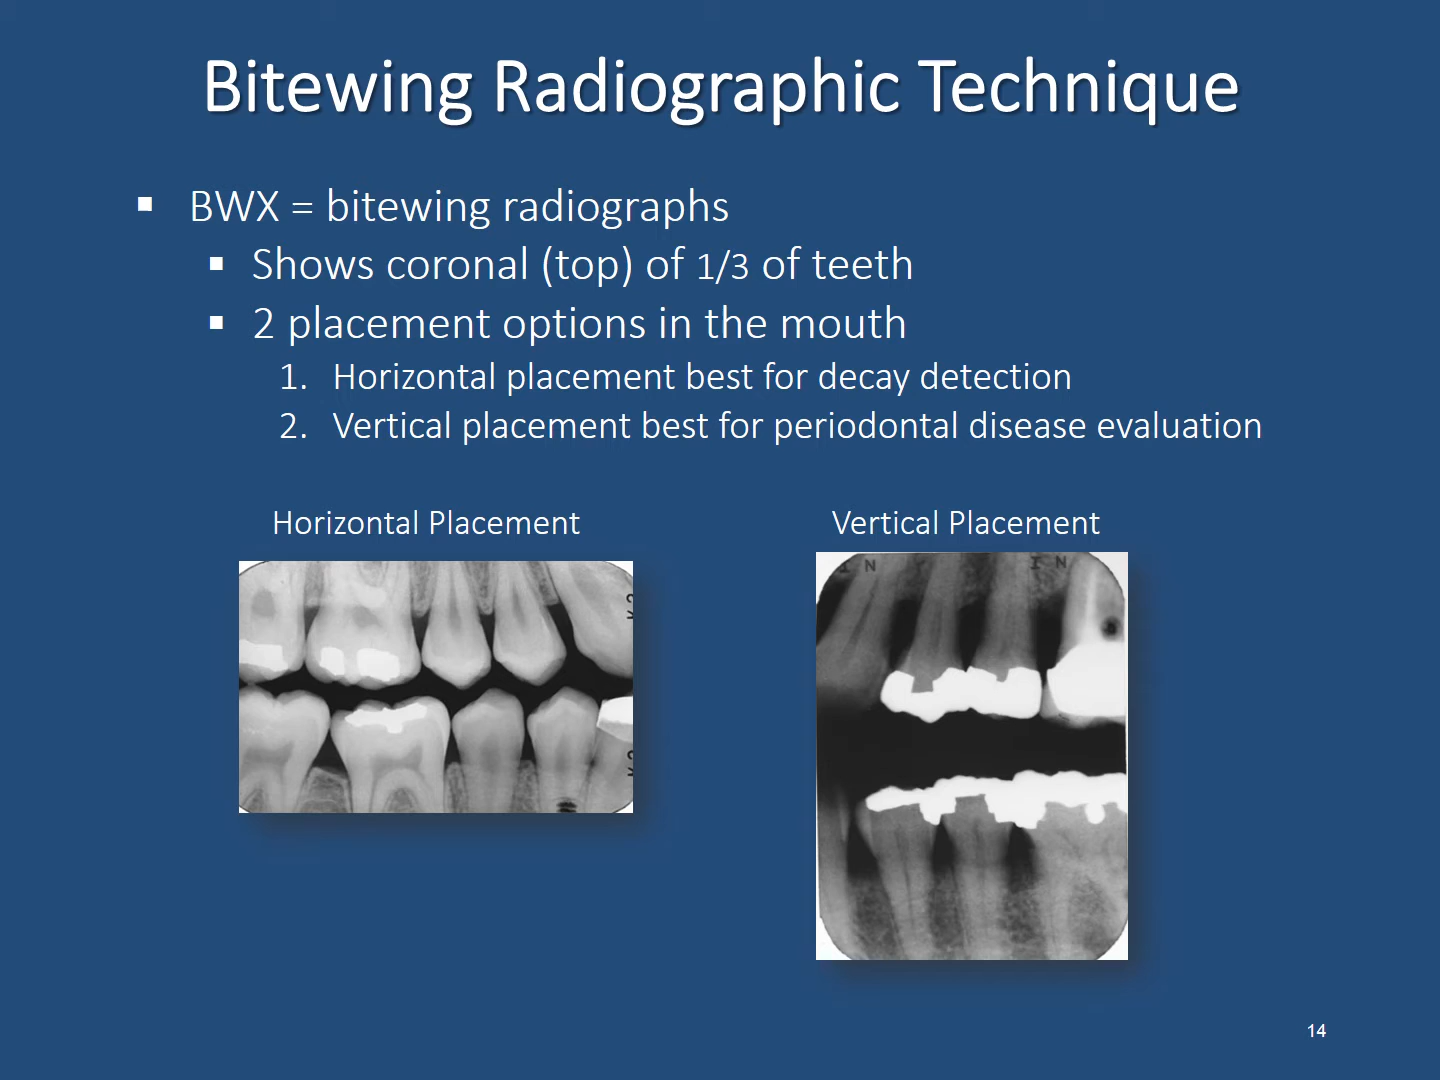 Bitewing Radiographic Technique
▪ BWX = bitewing radiographs
▪ Shows coronal (top) of 1/3 of teeth
▪ 2 placement options in the mouth
1. Horizontal placement best for decay detection
2. Vertical placement best for periodontal disease evaluation
Horizontal Placement
Vertical Placement
14